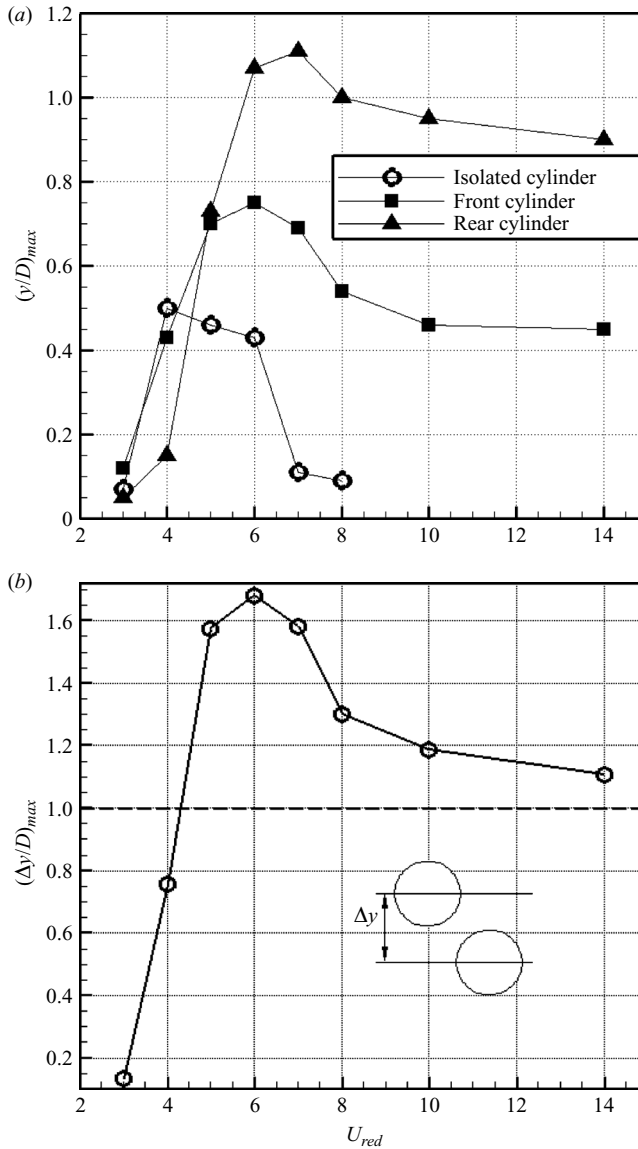 (a)
1.2
1.0
0.8
0.6
0.4
0.2
0
(y/D)max
Isolated cylinder
Front cylinder
Rear cylinder
2 4 6 8 10 12 14
(b)
1.6
1.4
1.2
1.0
0.8
0.6
0.4
0.2
(Δy/D)max
Δy
2 4 6 8 10 12 14
Ured